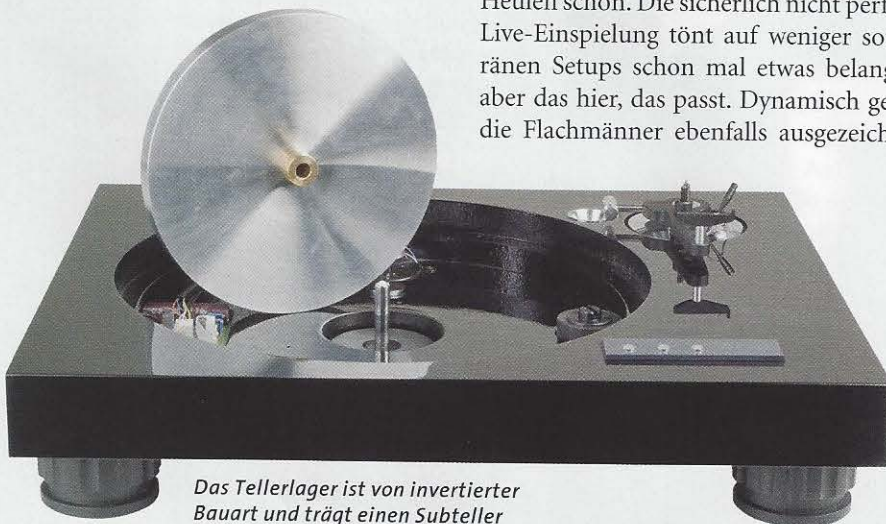 Heulen schön. Die sicherlich nicht perf
Live-Einspielung tönt auf weniger so
ränen Setups schon mal etwas belang
aber das hier, das passt. Dynamisch ge
die Flachmänner ebenfalls ausgezeich
Das Tellerlager ist von invertierter
Bauart und trägt einen Subteller